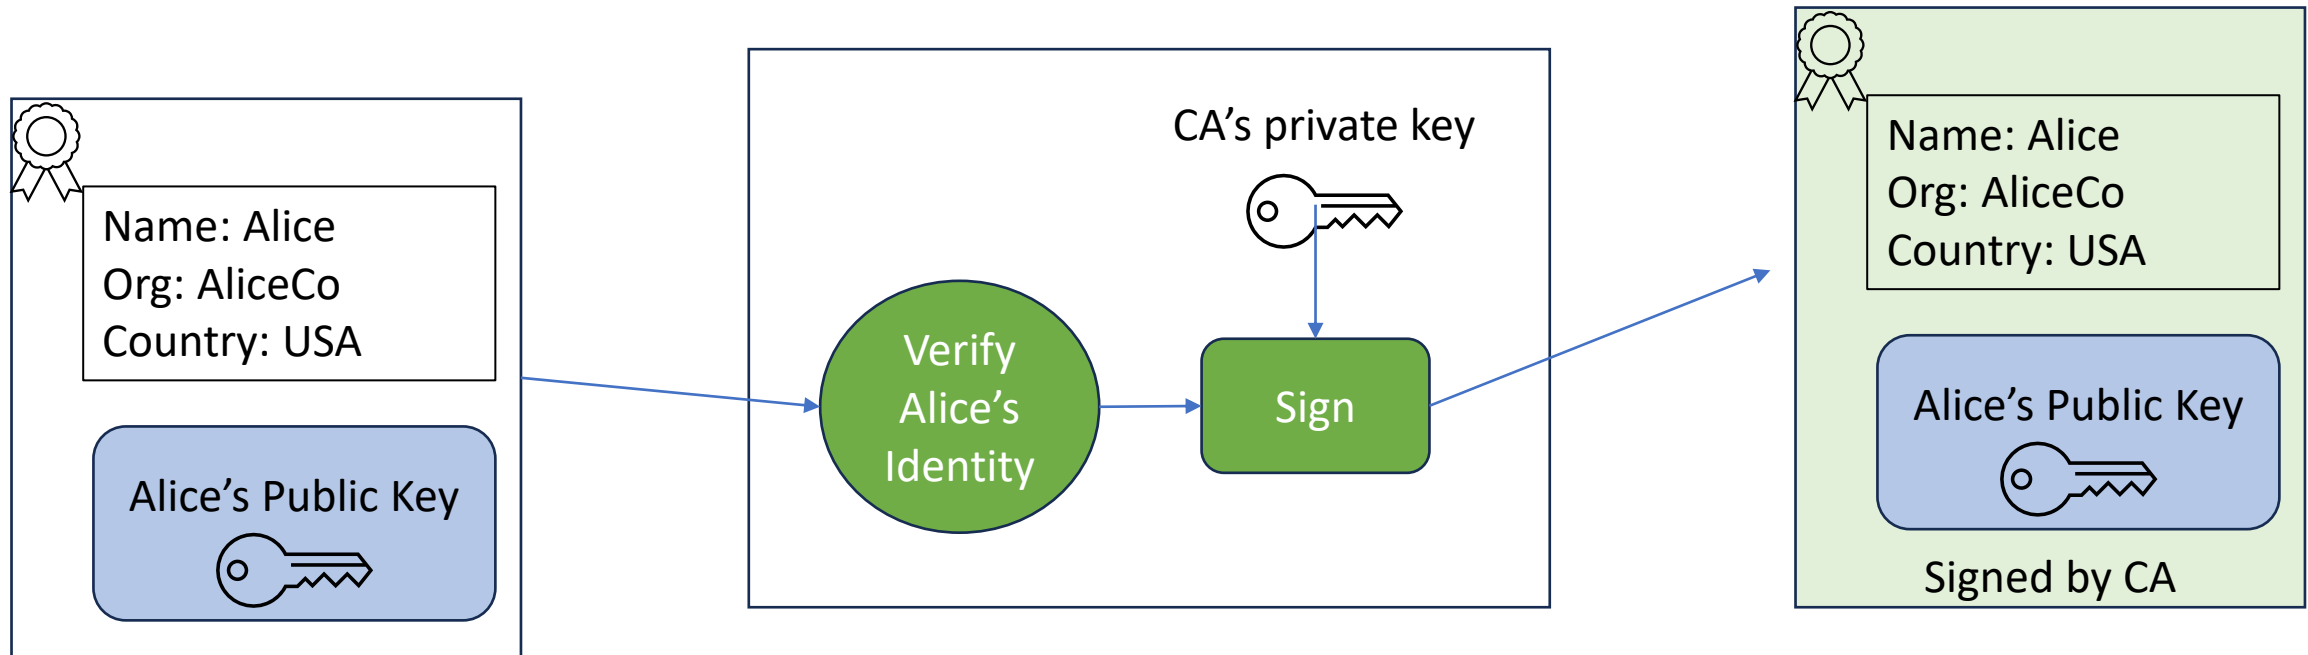 Name: Alice
Org: AliceCo
Country: USA
Alice's Public Key
CA's private key
Verify
Alice's
Identity
Sign
Name: Alice
Org: AliceCo
Country: USA
Alice's Public Key
Signed by CA